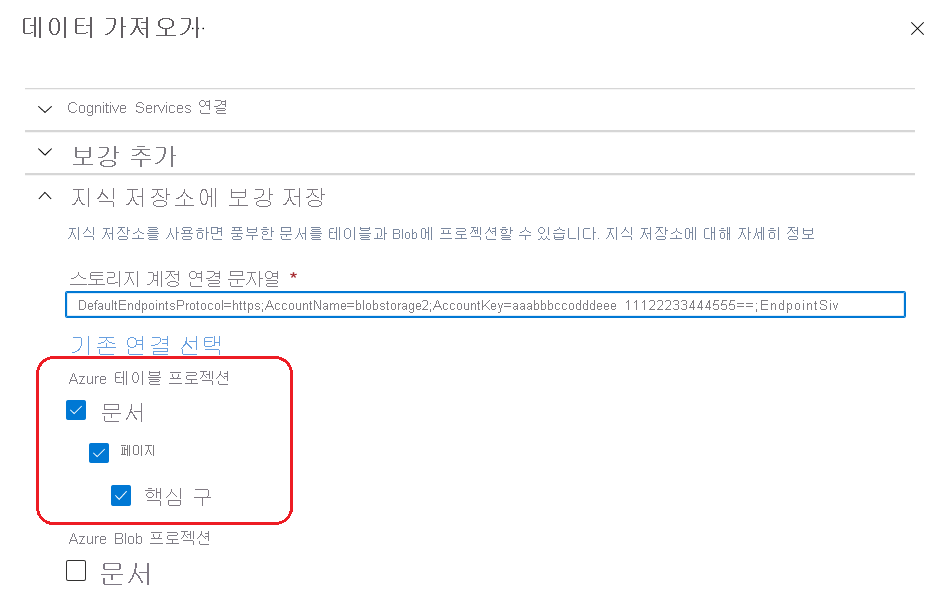 데이터 가져오기
Cognitive Services 연결
보강 추가
지식 저장소에 보강 저장
지식 저장소를 사용하면 풍부한 문서를 테이블과 Blob에 프로젝션할 수 있습니다. 지식 저장소에 대해 자세히 정보
스토리지 계정 연결 문자열 *
DefaultEndpointsProtocol=https;AccountName=blobstorage2;AccountKey=aaabbbccodddeee 11122233444555==;EndpointSiv
기존 연결 선택
Azure 테이블 프로젝션
문서
페이지
핵심 구
Azure Blob 프로젝션
문서